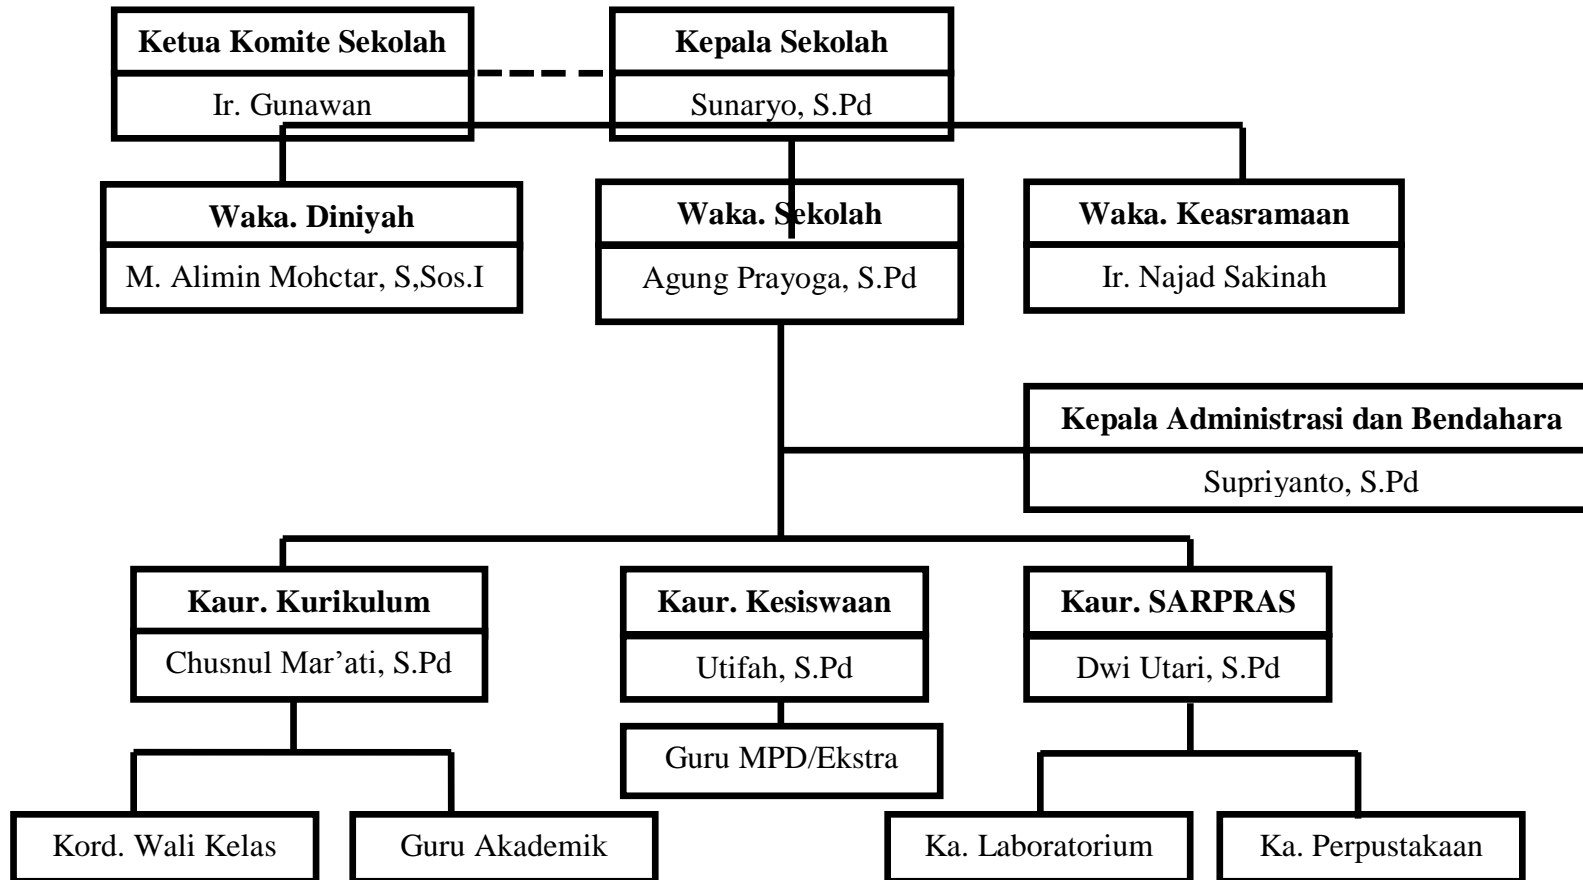 Ketua Komite Sekolah
Ir. Gunawan
Kepala Sekolah
Sunaryo, S.Pd
Waka. Diniyah
M. Alimin Mohctar, S,Sos.I
Waka. Sekolah
Agung Prayoga, S.Pd
Waka. Keasramaan
Ir. Najad Sakinah
Kepala Administrasi dan Bendahara
Supriyanto, S.Pd
Kaur. Kurikulum
Chusnul Mar’ati, S.Pd
Kaur. Kesiswaan
Utifah, S.Pd
Kaur. SARPRAS
Dwi Utari, S.Pd
Guru MPD/Ekstra
Kord. Wali Kelas
Guru Akademik
Ka. Laboratorium
Ka. Perpustakaan